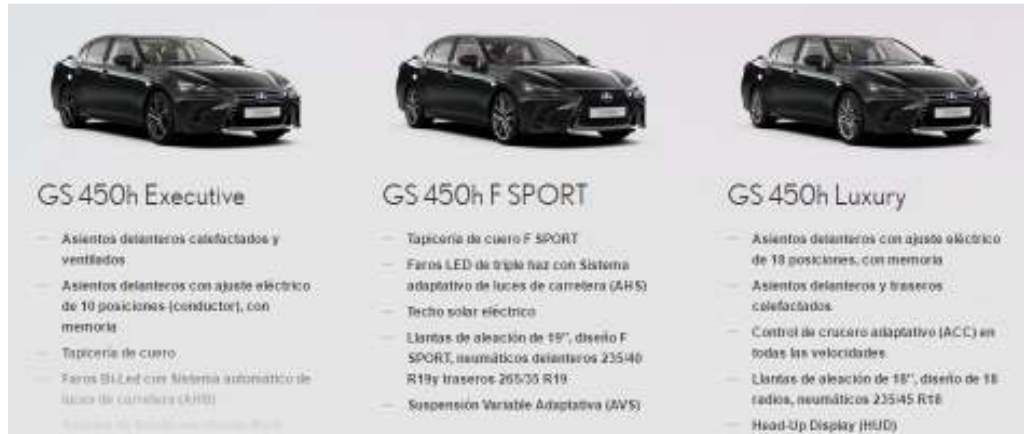 GS 450h Executive
Asientos delanteros calefactados y
ventilados
Asientos delanteros con ajuste eléctrico
de 10 posiciones (conductor), con
memoria
Tapicería de cuero
Faros Bi-Led con Sistema automático de
luces de carretera (AHB)
GS 450h F SPORT
Tapicería de cuero F SPORT
Faros LED de triple haz con Sistema
adaptativo de luces de carretera (AHS)
Techo solar eléctrico
Llantas de aleación de 19", diseño F
SPORT, neumáticos delanteros 235/40
R19y traseros 265/35 R19
Suspensión Variable Adaptativa (AVS)
GS 450h Luxury
Asientos delanteros con ajuste eléctrico
de 18 posiciones, con memoria
Asientos delanteros y traseros
calefactados
Control de crucero adaptativo (ACC) en
todas las velocidades
Llantas de aleación de 18", diseño de 18
radios, neumáticos 235/45 R18
Head-Up Display (HUD)